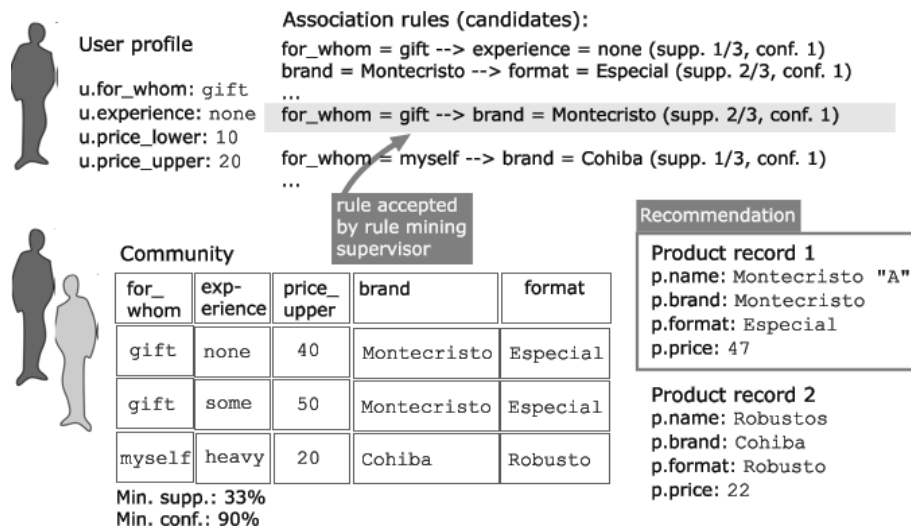 User profile
u.for_whom: gift
u.experience: none
u.price_lower: 10
u.price_upper: 20
Association rules (candidates):
for_whom = gift --> experience = none (supp. 1/3, conf. 1)
brand = Montecristo --> format = Especial (supp. 2/3, conf. 1)
...
for_whom = gift --> brand = Montecristo (supp. 2/3, conf. 1)
for_whom = myself --> brand = Cohiba (supp. 1/3, conf. 1)
...
rule accepted
by rule mining
supervisor
Community
for_
whom
exp-
erience
price_
upper
brand
format
gift none 40 Montecristo Especial
gift some 50 Montecristo Especial
myself heavy 20 Cohiba Robusto
Min. supp.: 33%
Min. conf.: 90%
Recommendation
Product record 1
p.name: Montecristo "A"
p.brand: Montecristo
p.format: Especial
p.price: 47
Product record 2
p.name: Robustos
p.brand: Cohiba
p.format: Robusto
p.price: 22